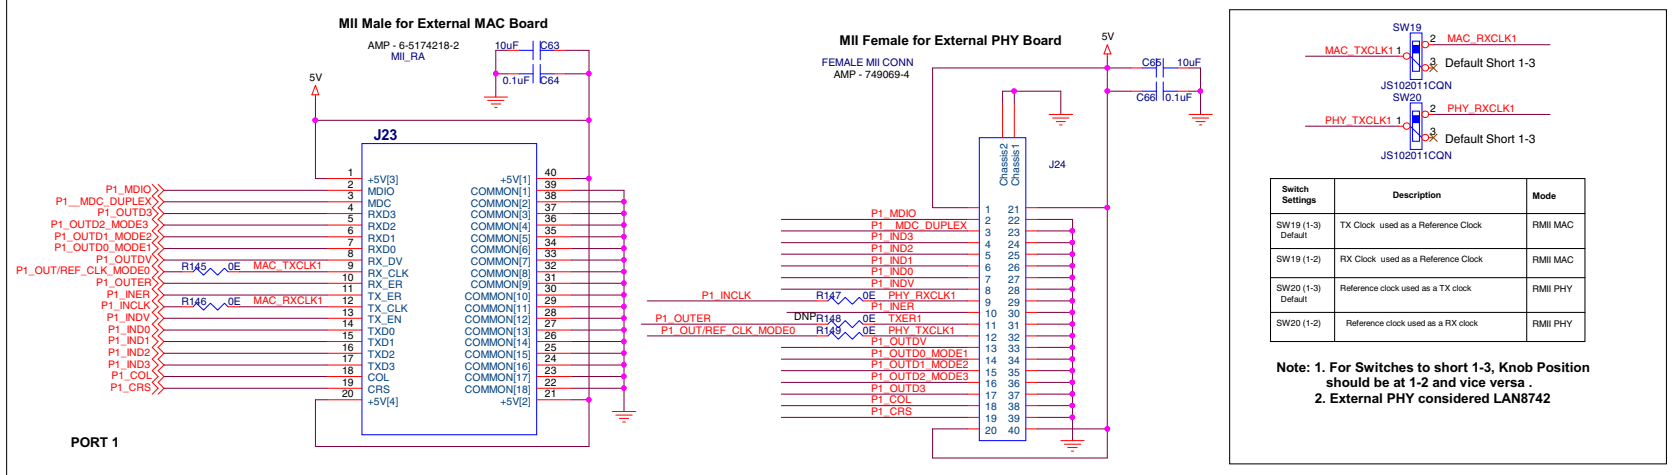 MII Male for External MAC Board
AMP - 6-5174218-2
MII_RA
10uF C63
0.1uF C64
5V
J23
1 +5V[3]
2 MDIO
3 MDC
4 RXD3
5 RXD2
6 RXD1
7 RXD0
8 RX_DV
9 RX_CLK
10 RX_ER
11 TX_ER
12 TX_CLK
13 TX_EN
14 TXD0
15 TXD1
16 TXD2
17 TXD3
18 COL
19 CRS
20 +5V[4]
+5V[1] 40
COMMON[1] 39
COMMON[2] 38
COMMON[3] 37
COMMON[4] 36
COMMON[5] 35
COMMON[6] 34
COMMON[7] 33
COMMON[8] 32
COMMON[9] 31
COMMON[10] 30
COMMON[11] 29
COMMON[12] 28
COMMON[13] 27
COMMON[14] 26
COMMON[15] 25
COMMON[16] 24
COMMON[17] 23
COMMON[18] 22
+5V[2] 21
P1_MDIO
P1__MDC_DUPLEX
P1_OUTD3
P1_OUTD2_MODE3
P1_OUTD1_MODE2
P1_OUTD0_MODE1
P1_OUTDV
P1_OUT/REF_CLK_MODE0 R145 0E MAC_TXCLK1
P1_OUTER
P1_INER
P1_INCLK R146 0E MAC_RXCLK1
P1_INDV
P1_IND0
P1_IND1
P1_IND2
P1_IND3
P1_COL
P1_CRS
PORT 1
MII Female for External PHY Board
FEMALE MII CONN
AMP - 749069-4
5V
C65 10uF
C66 0.1uF
Chassis2
Chassis1
J24
1 21
2 22
3 23
4 24
5 25
6 26
7 27
8 28
9 29
10 30
11 31
12 32
13 33
14 34
15 35
16 36
17 37
18 38
19 39
20 40
P1_MDIO
P1__MDC_DUPLEX
P1_IND3
P1_IND2
P1_IND1
P1_IND0
P1_INDV
P1_INCLK R147 0E PHY_RXCLK1
P1_INER
P1_OUTER DNP R148 0E TXER1
P1_OUT/REF_CLK_MODE0 R149 0E PHY_TXCLK1
P1_OUTDV
P1_OUTD0_MODE1
P1_OUTD1_MODE2
P1_OUTD2_MODE3
P1_OUTD3
P1_COL
P1_CRS
SW19
MAC_TXCLK1 1 2 MAC_RXCLK1
3 Default Short 1-3
JS102011CQN
SW20
PHY_TXCLK1 1 2 PHY_RXCLK1
3 Default Short 1-3
JS102011CQN
Switch Settings Description Mode
SW19 (1-3) Default TX Clock used as a Reference Clock RMII MAC
SW19 (1-2) RX Clock used as a Reference Clock RMII MAC
SW20 (1-3) Default Reference clock used as a TX clock RMII PHY
SW20 (1-2) Reference clock used as a RX clock RMII PHY
Note: 1. For Switches to short 1-3, Knob Position
should be at 1-2 and vice versa .
2. External PHY considered LAN8742